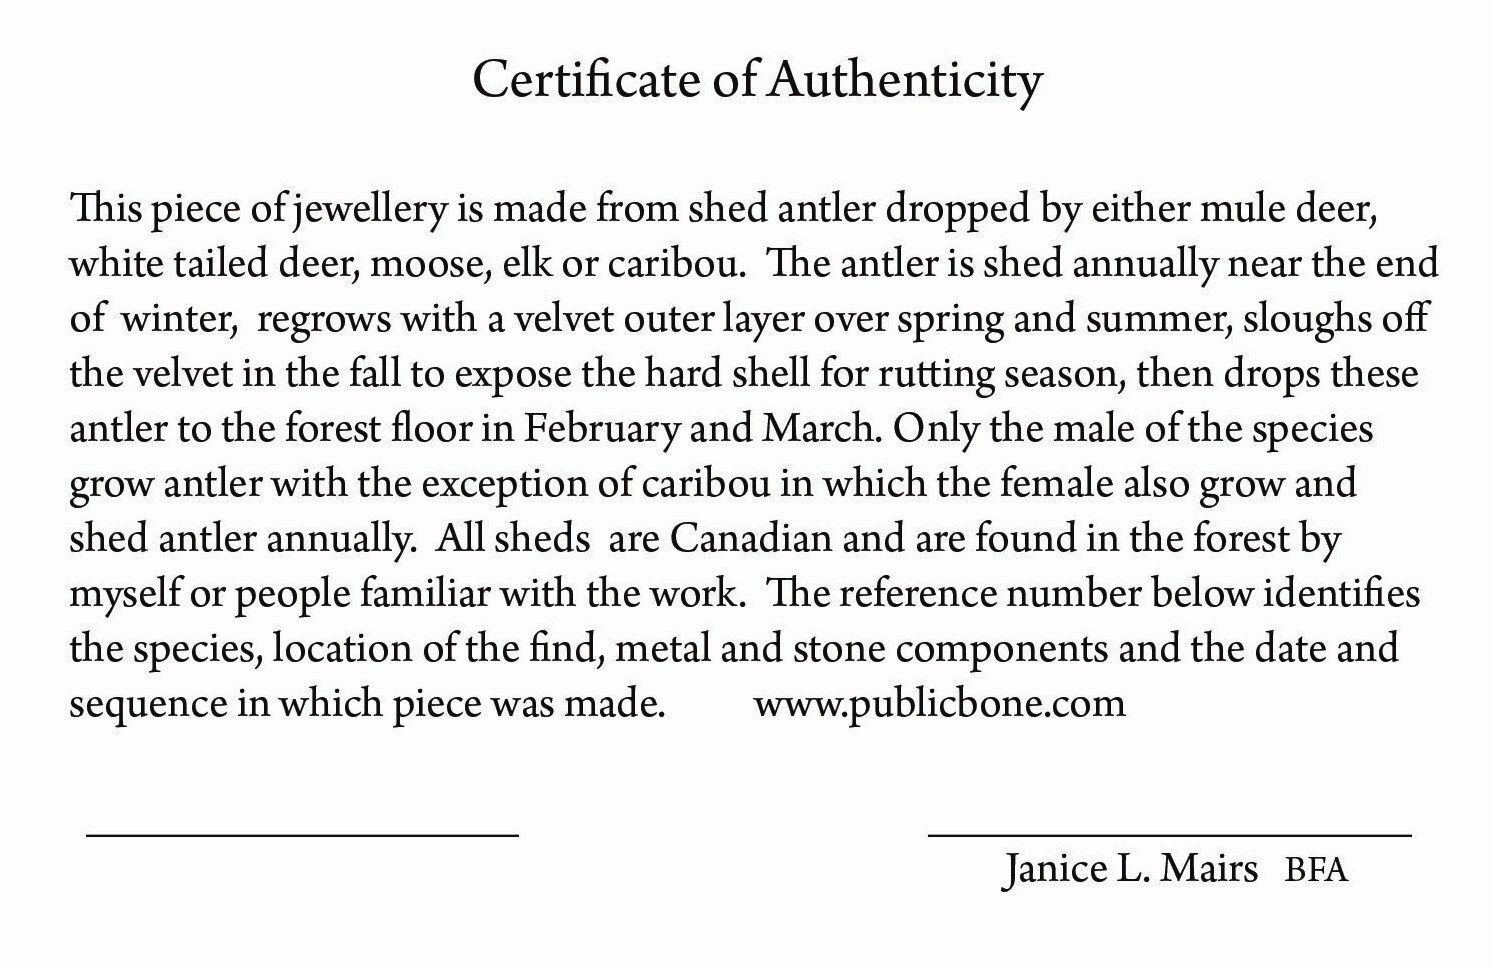 Certificate of Authenticity
This piece of jewellery is made from shed antler dropped by either mule deer,
white tailed deer, moose, elk or caribou.  The antler is shed annually near the end
of  winter,  regrows with a velvet outer layer over spring and summer, sloughs off
the velvet in the fall to expose the hard shell for rutting season, then drops these
antler to the forest floor in February and March. Only the male of the species
grow antler with the exception of caribou in which the female also grow and
shed antler annually.  All sheds  are Canadian and are found in the forest by
myself or people familiar with the work.  The reference number below identifies
the species, location of the find, metal and stone components and the date and
sequence in which piece was made.        www.publicbone.com
Janice L. Mairs   BFA